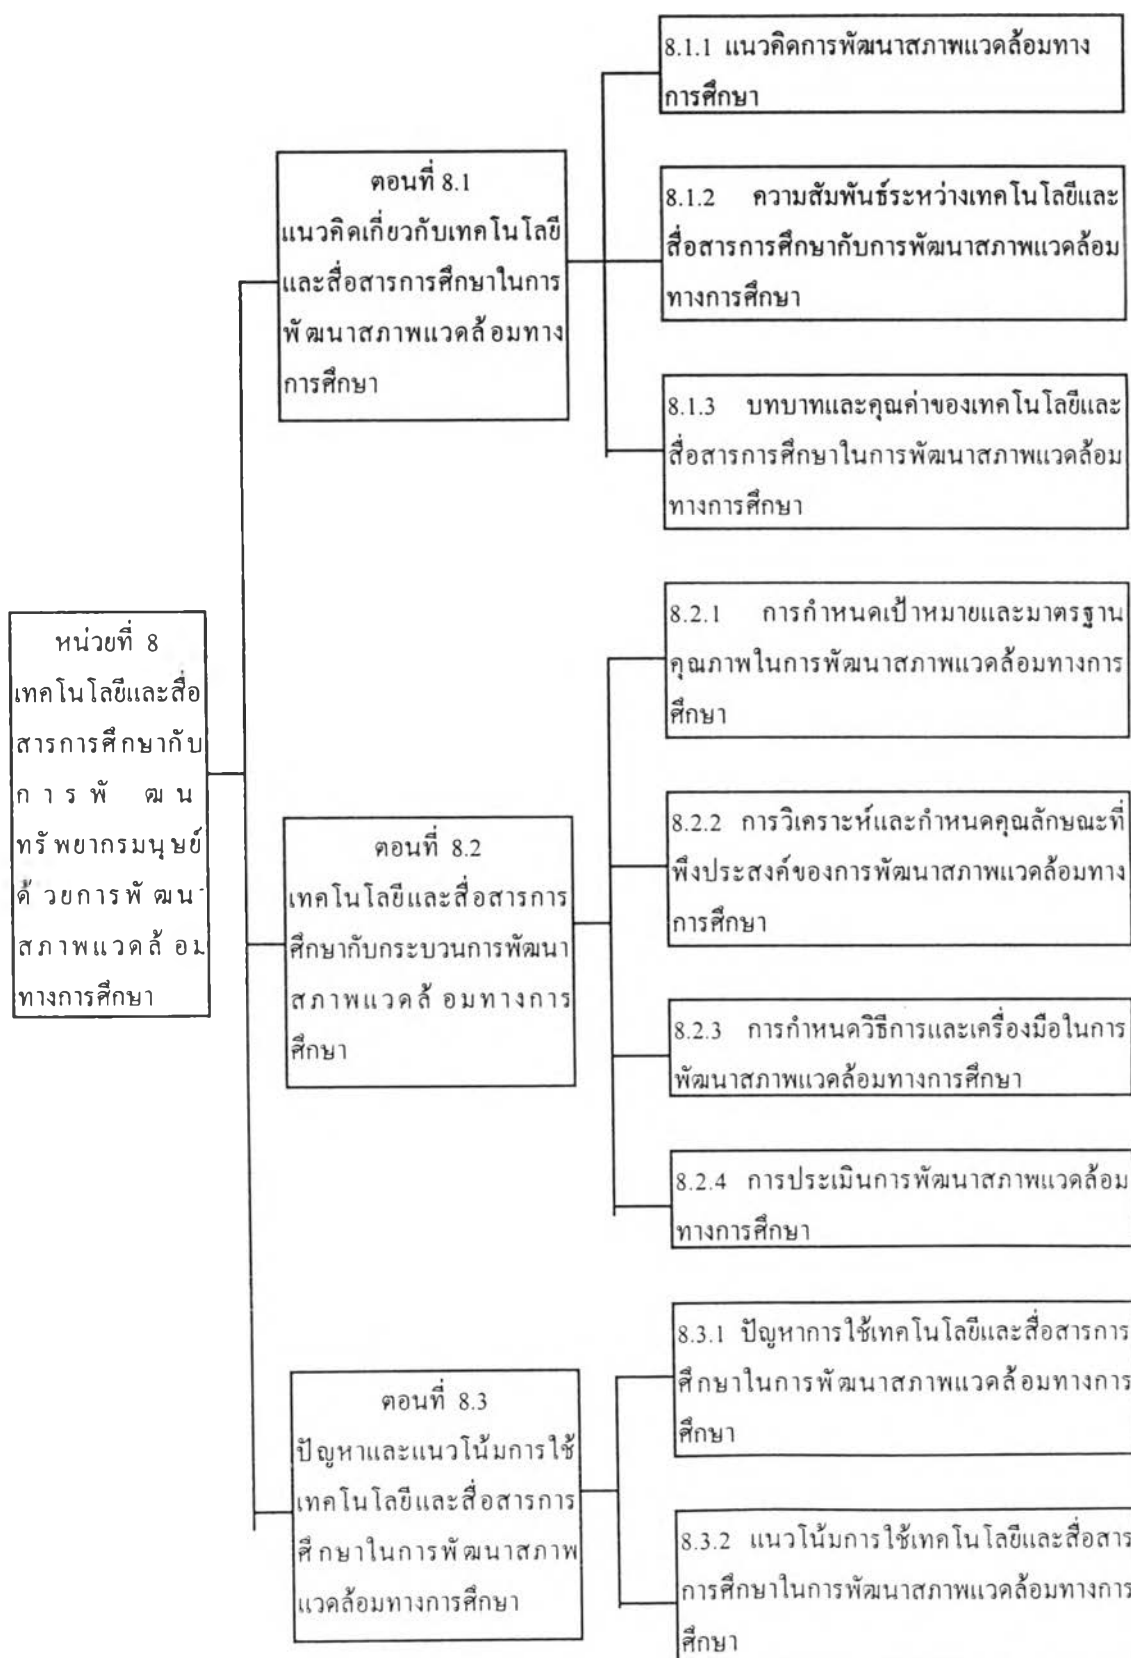 หน่วยที่ 8
เทคโนโลยีและสื่อ
สารการศึกษากับ
การพัฒน
ทรัพยากรมนุษย์
ด้วยการพัฒน
สภาพแวดล้อม
ทางการศึกษา
ตอนที่ 8.1
แนวคิดเกี่ยวกับเทคโนโลยี
และสื่อสารการศึกษาในการ
พัฒนาสภาพแวดล้อมทาง
การศึกษา
8.1.1 แนวคิดการพัฒนาสภาพแวดล้อมทาง
การศึกษา
8.1.2 ความสัมพันธ์ระหว่างเทคโนโลยีและ
สื่อสารการศึกษากับการพัฒนาสภาพแวดล้อม
ทางการศึกษา
8.1.3 บทบาทและคุณค่าของเทคโนโลยีและ
สื่อสารการศึกษาในการพัฒนาสภาพแวดล้อม
ทางการศึกษา
ตอนที่ 8.2
เทคโนโลยีและสื่อสารการ
ศึกษากับกระบวนการพัฒนา
สภาพแวดล้อมทางการ
ศึกษา
8.2.1 การกำหนดเป้าหมายและมาตรฐาน
คุณภาพในการพัฒนาสภาพแวดล้อมทางการ
ศึกษา
8.2.2 การวิเคราะห์และกำหนดคุณลักษณะที่
พึงประสงค์ของการพัฒนาสภาพแวดล้อมทาง
การศึกษา
8.2.3 การกำหนดวิธีการและเครื่องมือในการ
พัฒนาสภาพแวดล้อมทางการศึกษา
8.2.4 การประเมินการพัฒนาสภาพแวดล้อม
ทางการศึกษา
ตอนที่ 8.3
ปัญหาและแนวโน้มการใช้
เทคโนโลยีและสื่อสารการ
ศึกษาในการพัฒนาสภาพ
แวดล้อมทางการศึกษา
8.3.1 ปัญหาการใช้เทคโนโลยีและสื่อสารการ
ศึกษาในการพัฒนาสภาพแวดล้อมทางการ
ศึกษา
8.3.2 แนวโน้มการใช้เทคโนโลยีและสื่อสาร
การศึกษาในการพัฒนาสภาพแวดล้อมทางการ
ศึกษา